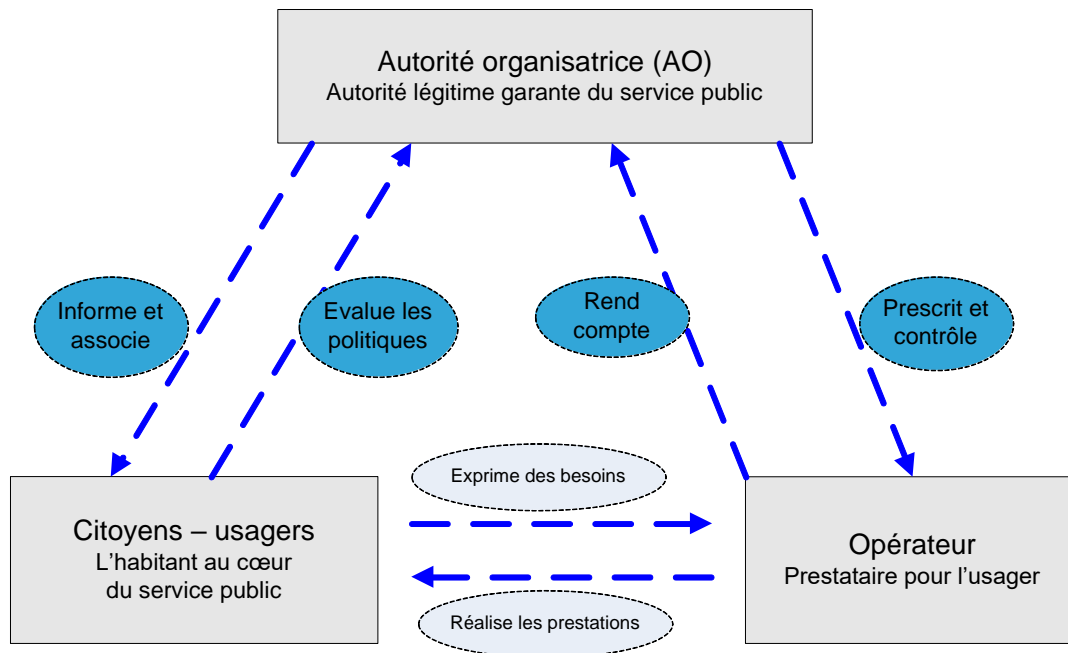 Autorité organisatrice (AO)
Autorité légitime garante du service public
Informe et
associe
Evalue les
politiques
Rend
compte
Prescrit et
contrôle
Exprime des besoins
Citoyens – usagers
L’habitant au cœur
du service public
Opérateur
Prestataire pour l’usager
Réalise les prestations